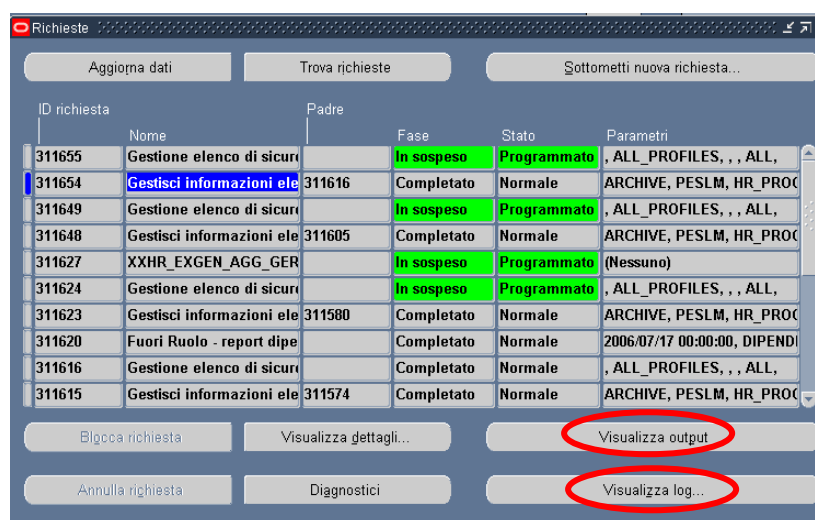 Richieste
Aggiorna dati Trova richieste Sottometti nuova richiesta...
ID richiesta Padre
Nome Fase Stato Parametri
311655 Gestione elenco di sicur In sospeso Programmato , ALL_PROFILES, , , ALL,
311654 Gestisci informazioni ele 311616 Completato Normale ARCHIVE, PESLM, HR_PROC
311649 Gestione elenco di sicur In sospeso Programmato , ALL_PROFILES, , , ALL,
311648 Gestisci informazioni ele 311605 Completato Normale ARCHIVE, PESLM, HR_PROC
311627 XXHR_EXGEN_AGG_GER In sospeso Programmato (Nessuno)
311624 Gestione elenco di sicur In sospeso Programmato , ALL_PROFILES, , , ALL,
311623 Gestisci informazioni ele 311580 Completato Normale ARCHIVE, PESLM, HR_PROC
311620 Fuori Ruolo - report dipe Completato Normale 2006/07/17 00:00:00, DIPENDI
311616 Gestione elenco di sicur Completato Normale , ALL_PROFILES, , , ALL,
311615 Gestisci informazioni ele 311574 Completato Normale ARCHIVE, PESLM, HR_PROC
Blocca richiesta Visualizza dettagli... Visualizza output
Annulla richiesta Diagnostici Visualizza log...